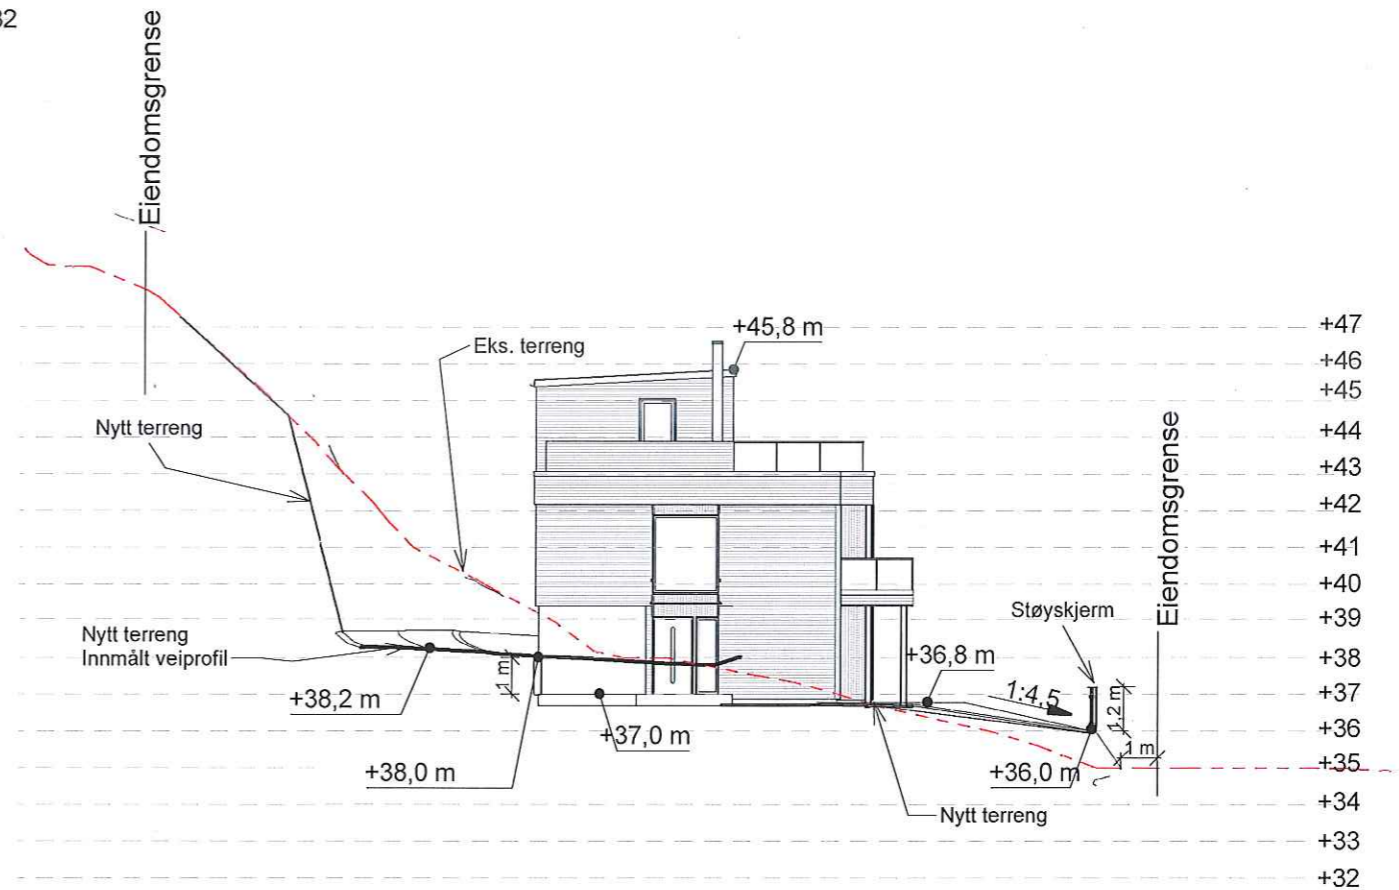 Eiendomsgrense
+45,8 m
+47
Eks. terreng
+46
+45
Nytt terreng
+44
+43
+42
+41
+40
Støyskjerm
Eiendomsgrense
+39
Nytt terreng
Innmålt veiprofil
+38
+36,8 m
1 m
+38,2 m
1:4,5
1,2 m
+37
+37,0 m
+36
1 m
+38,0 m
+36,0 m
+35
Nytt terreng
+34
+33
+32